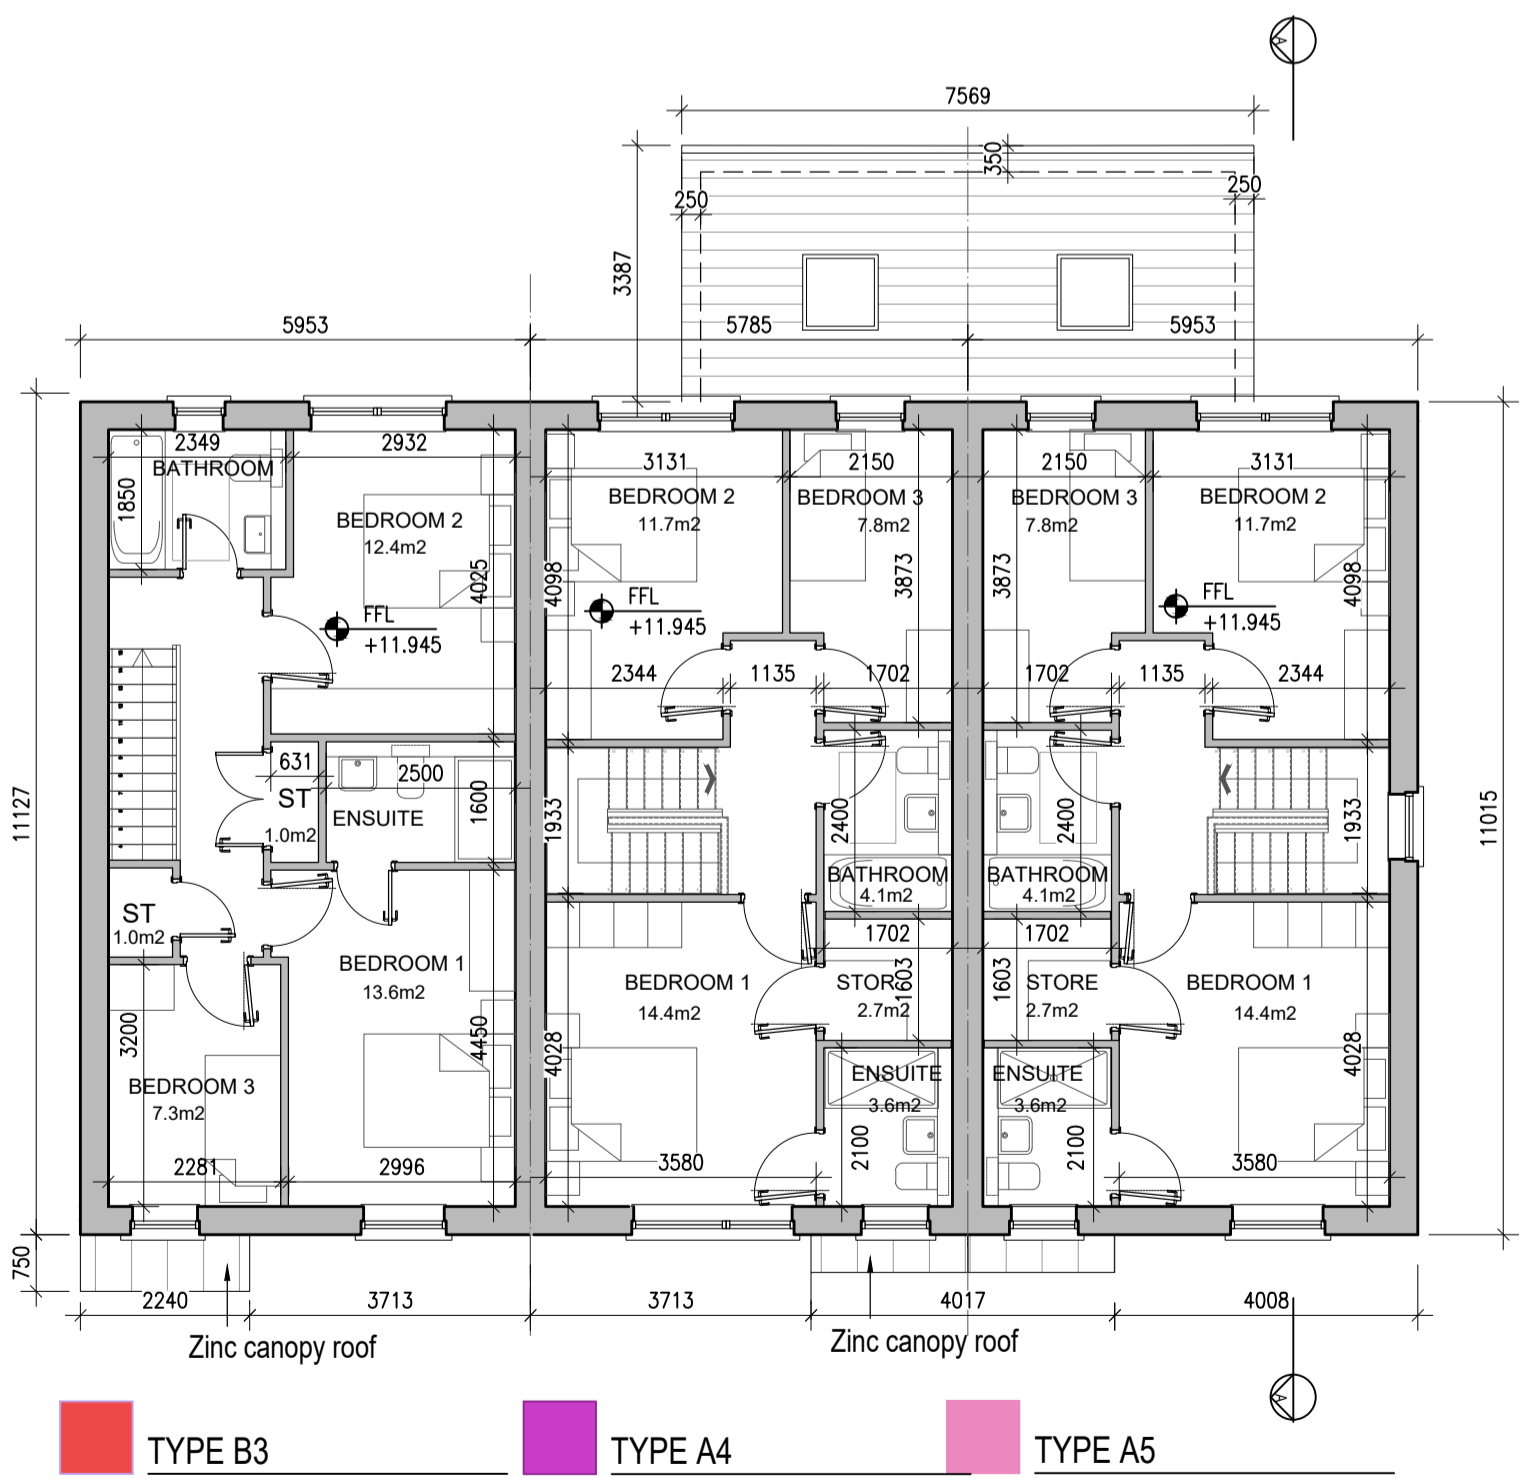 A
7569
350
250
250
3387
5953
5785
5953
2349
2932
BATHROOM
1850
BEDROOM 2
12.4m2
4025
FFL
+11.945
3131
2150
BEDROOM 2
11.7m2
BEDROOM 3
7.8m2
4098
3873
FFL
+11.945
2150
3131
BEDROOM 3
7.8m2
BEDROOM 2
11.7m2
3873
4098
FFL
+11.945
2344
1135
1702
1702
1135
2344
11127
631
ST
1.0m2
2500
ENSUITE
1600
1933
2400
2400
1933
11015
BATHROOM
4.1m2
BATHROOM
4.1m2
ST
1.0m2
1702
1702
BEDROOM 1
13.6m2
4450
BEDROOM 1
14.4m2
4028
STORE
2.7m2
1603
1603
STORE
2.7m2
BEDROOM 1
14.4m2
4028
3200
BEDROOM 3
7.3m2
ENSUITE
3.6m2
ENSUITE
3.6m2
2100
2100
2281
2996
3580
3580
750
2240
3713
3713
4017
4008
Zinc canopy roof
Zinc canopy roof
A
TYPE B3
TYPE A4
TYPE A5